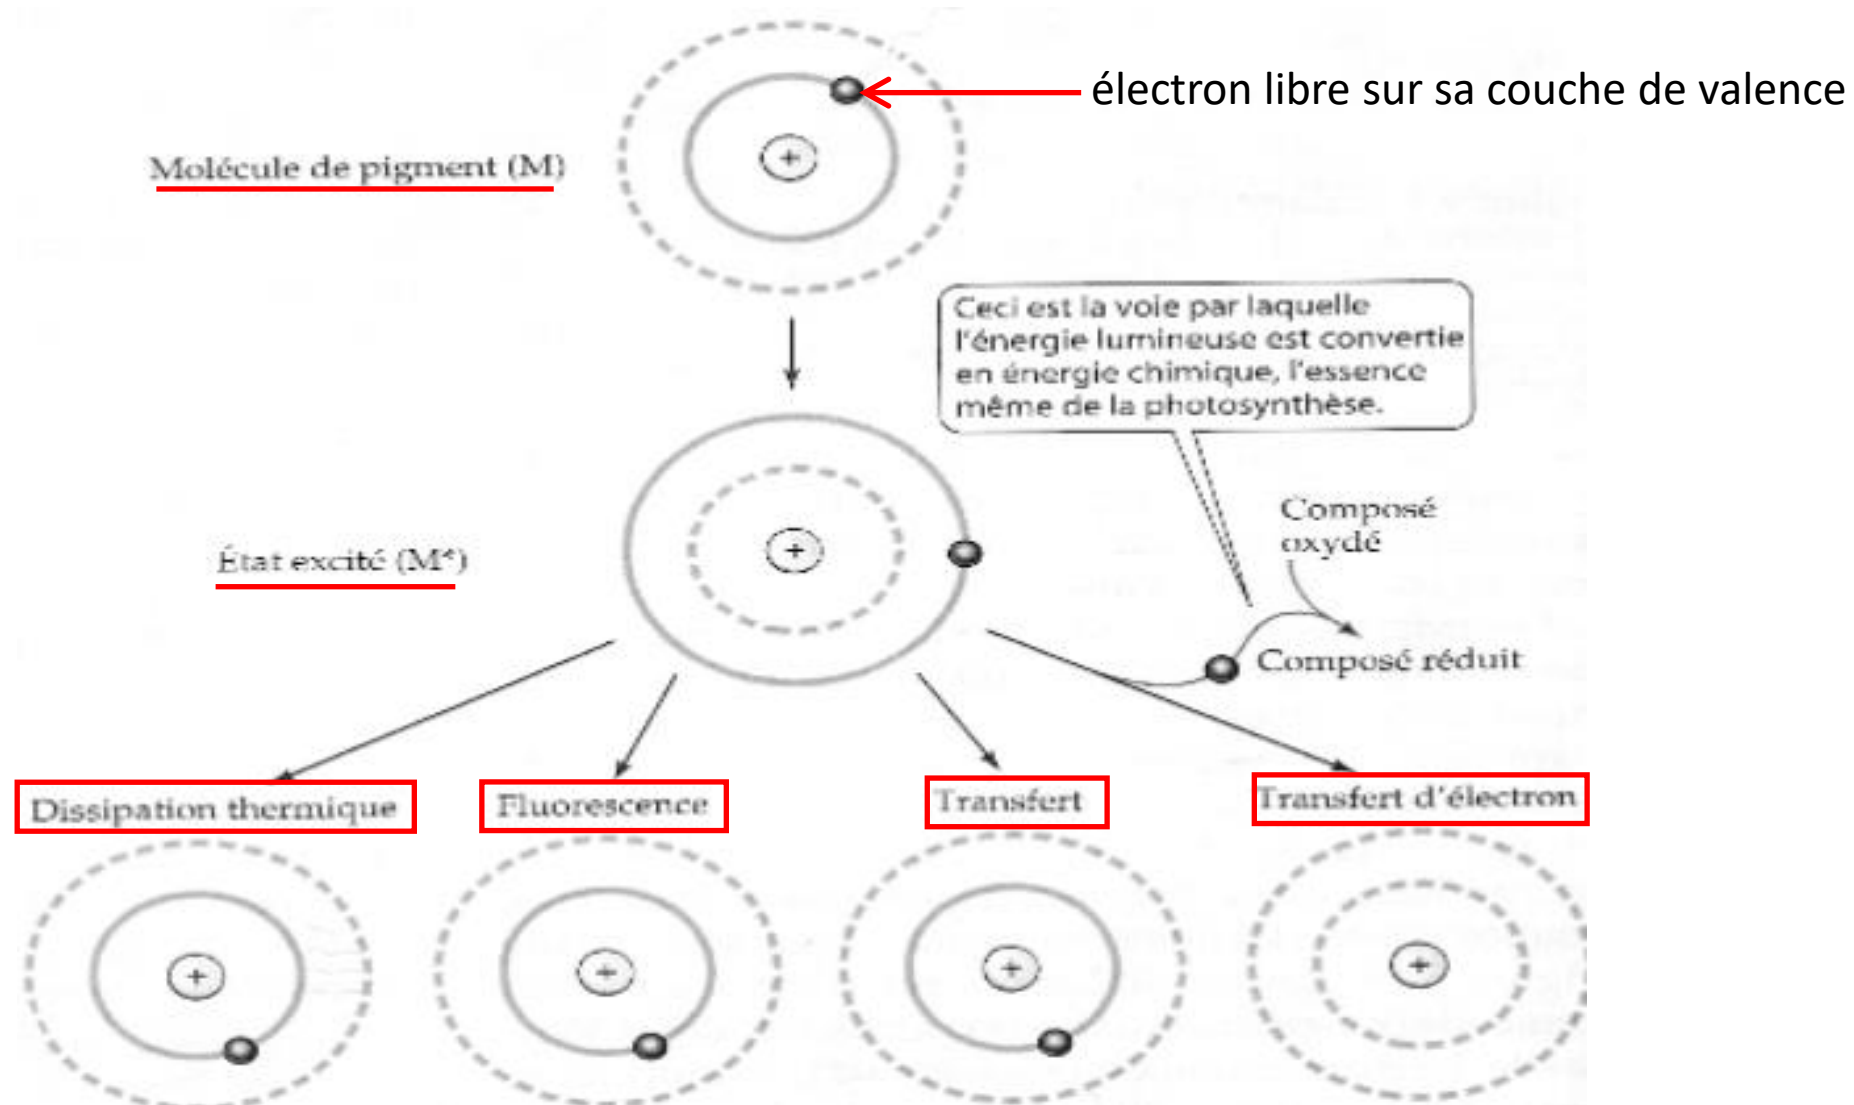 électron libre sur sa couche de valence
Molécule de pigment (M)
Ceci est la voie par laquelle
l'énergie lumineuse est convertie
en énergie chimique, l'essence
même de la photosynthèse.
Composé
oxydé
État excité (M*)
Composé réduit
Dissipation thermique
Fluorescence
Transfert
Transfert d'électron
+
+
+
+
+
+